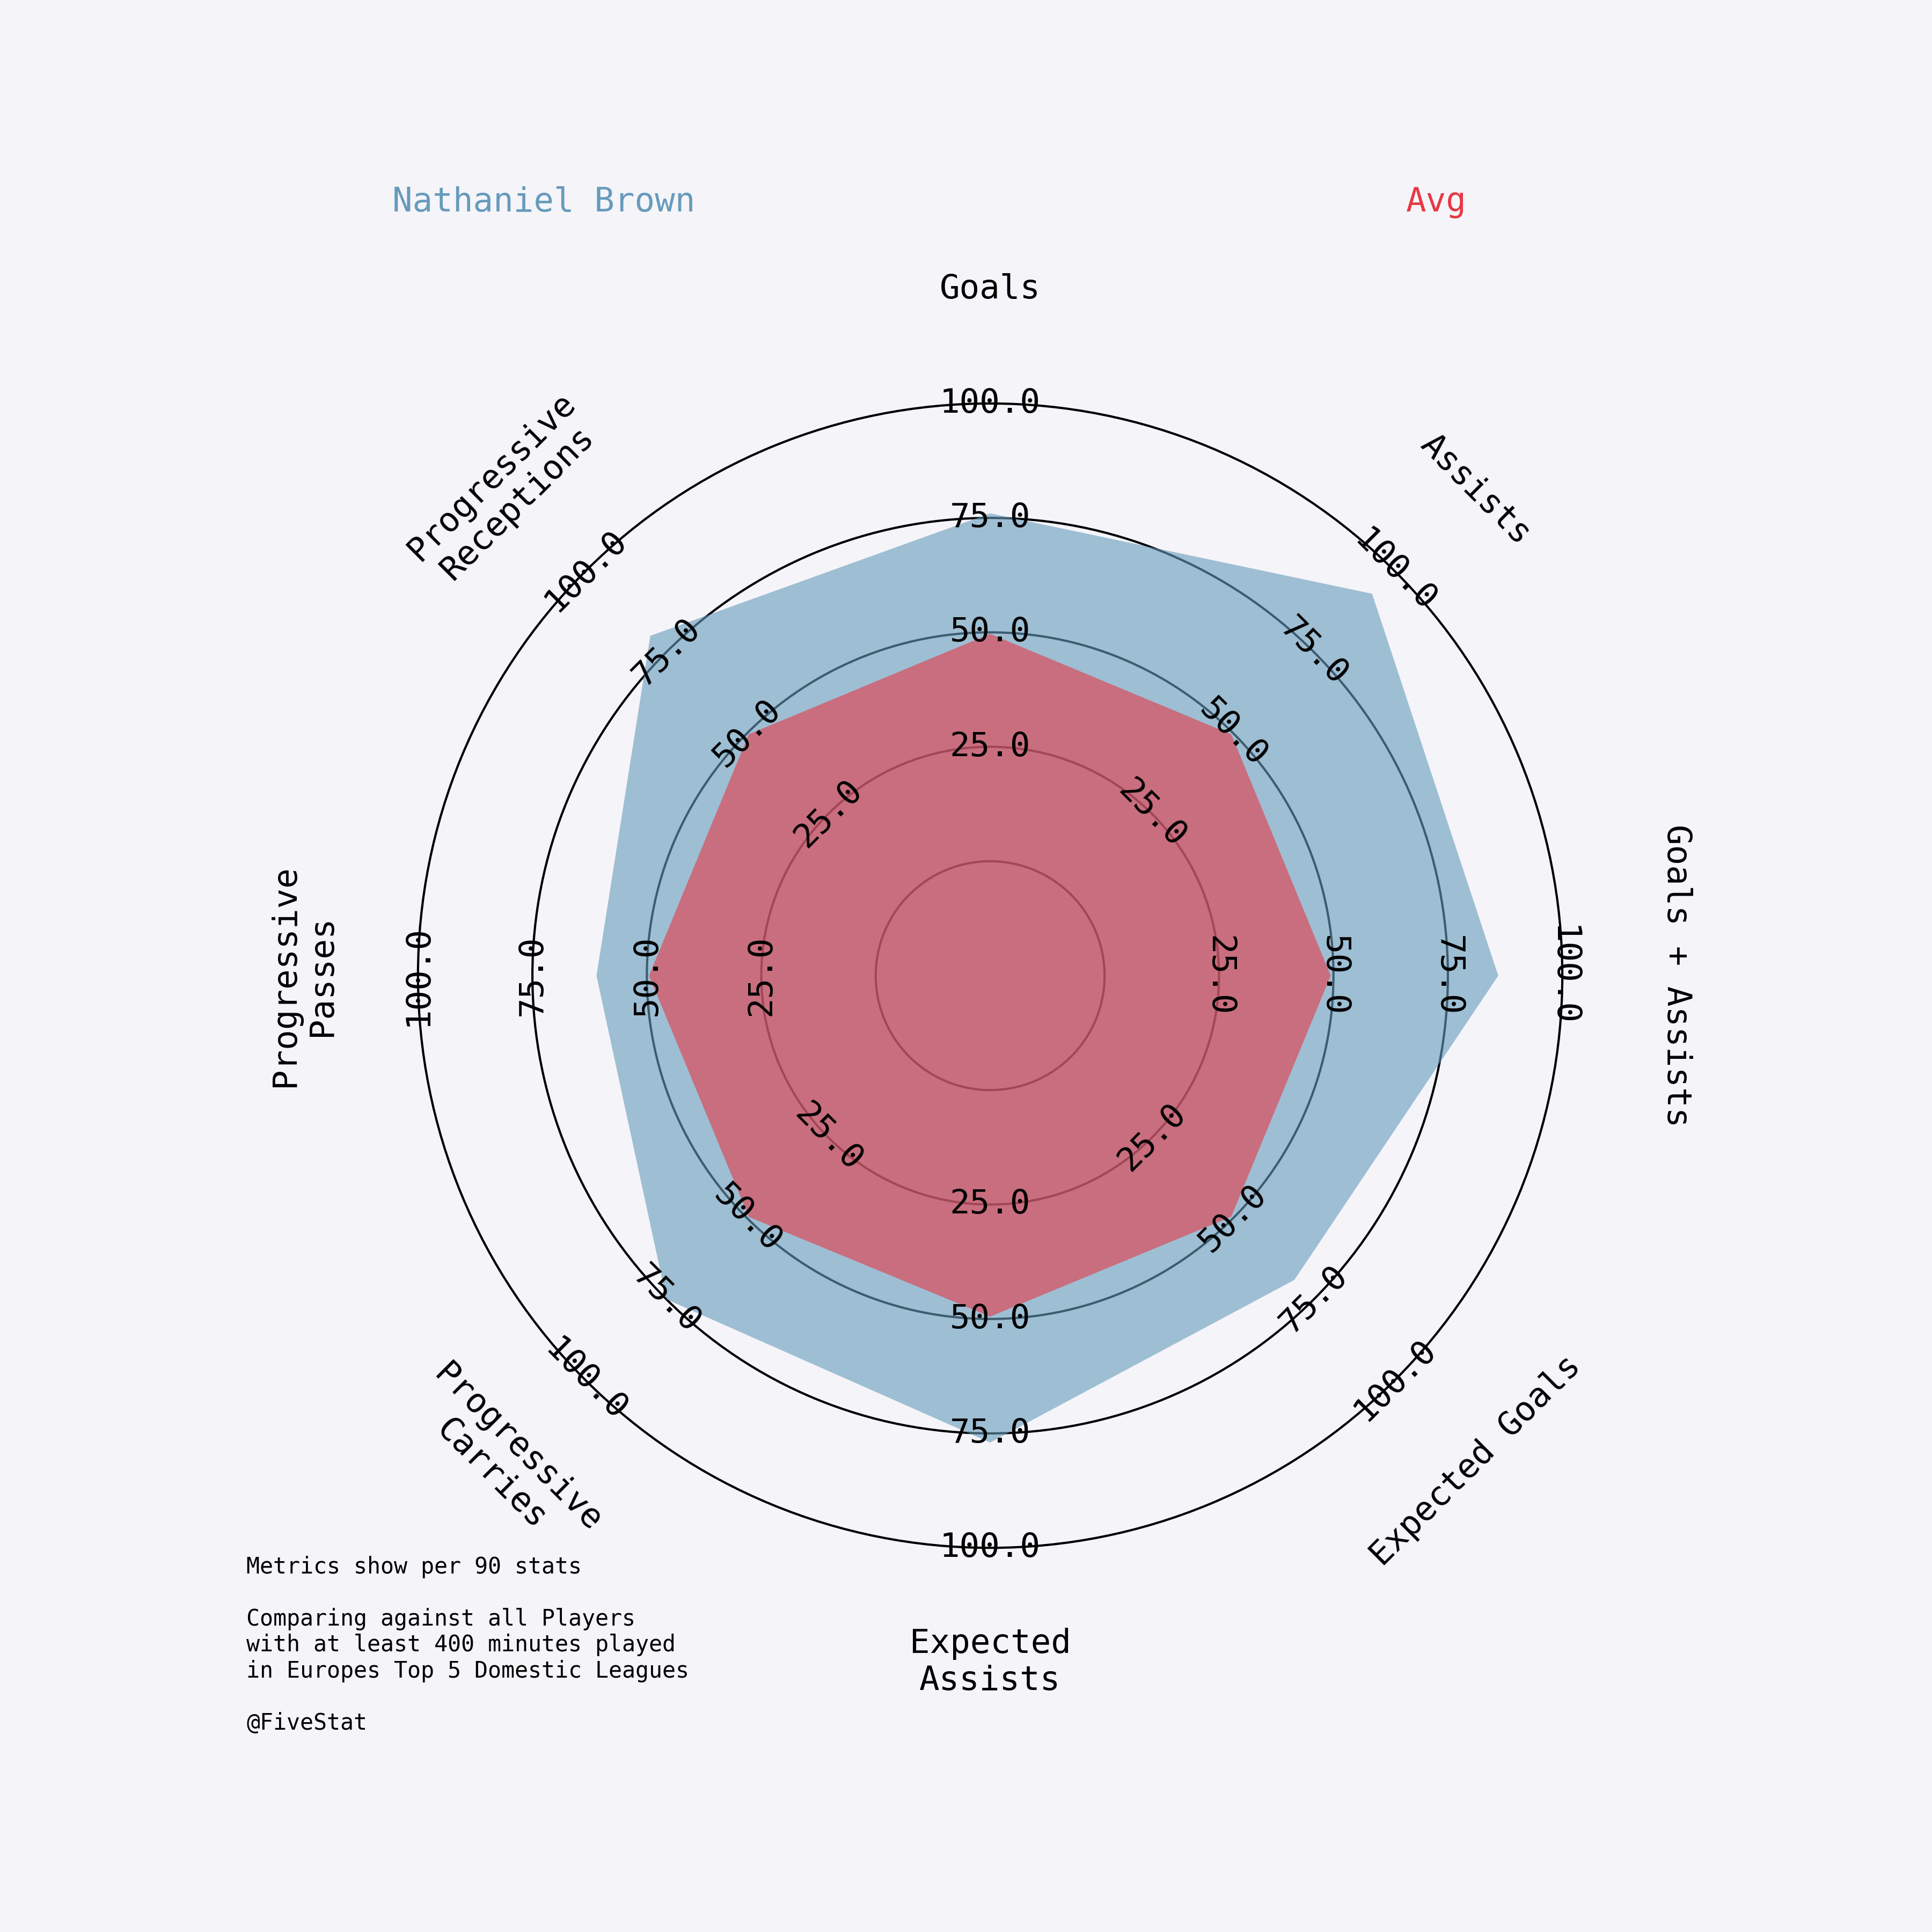 Nathaniel Brown
Avg
Goals
Assists
Goals + Assists
Expected Goals
Expected
Assists
Progressive
Carries
Progressive
Passes
Progressive
Receptions
25.0
50.0
75.0
100.0
25.0
50.0
75.0
100.0
25.0
50.0
75.0
100.0
25.0
50.0
75.0
100.0
25.0
50.0
75.0
100.0
25.0
50.0
75.0
100.0
25.0
50.0
75.0
100.0
25.0
50.0
75.0
100.0
Metrics show per 90 stats
Comparing against all Players
with at least 400 minutes played
in Europes Top 5 Domestic Leagues
@FiveStat